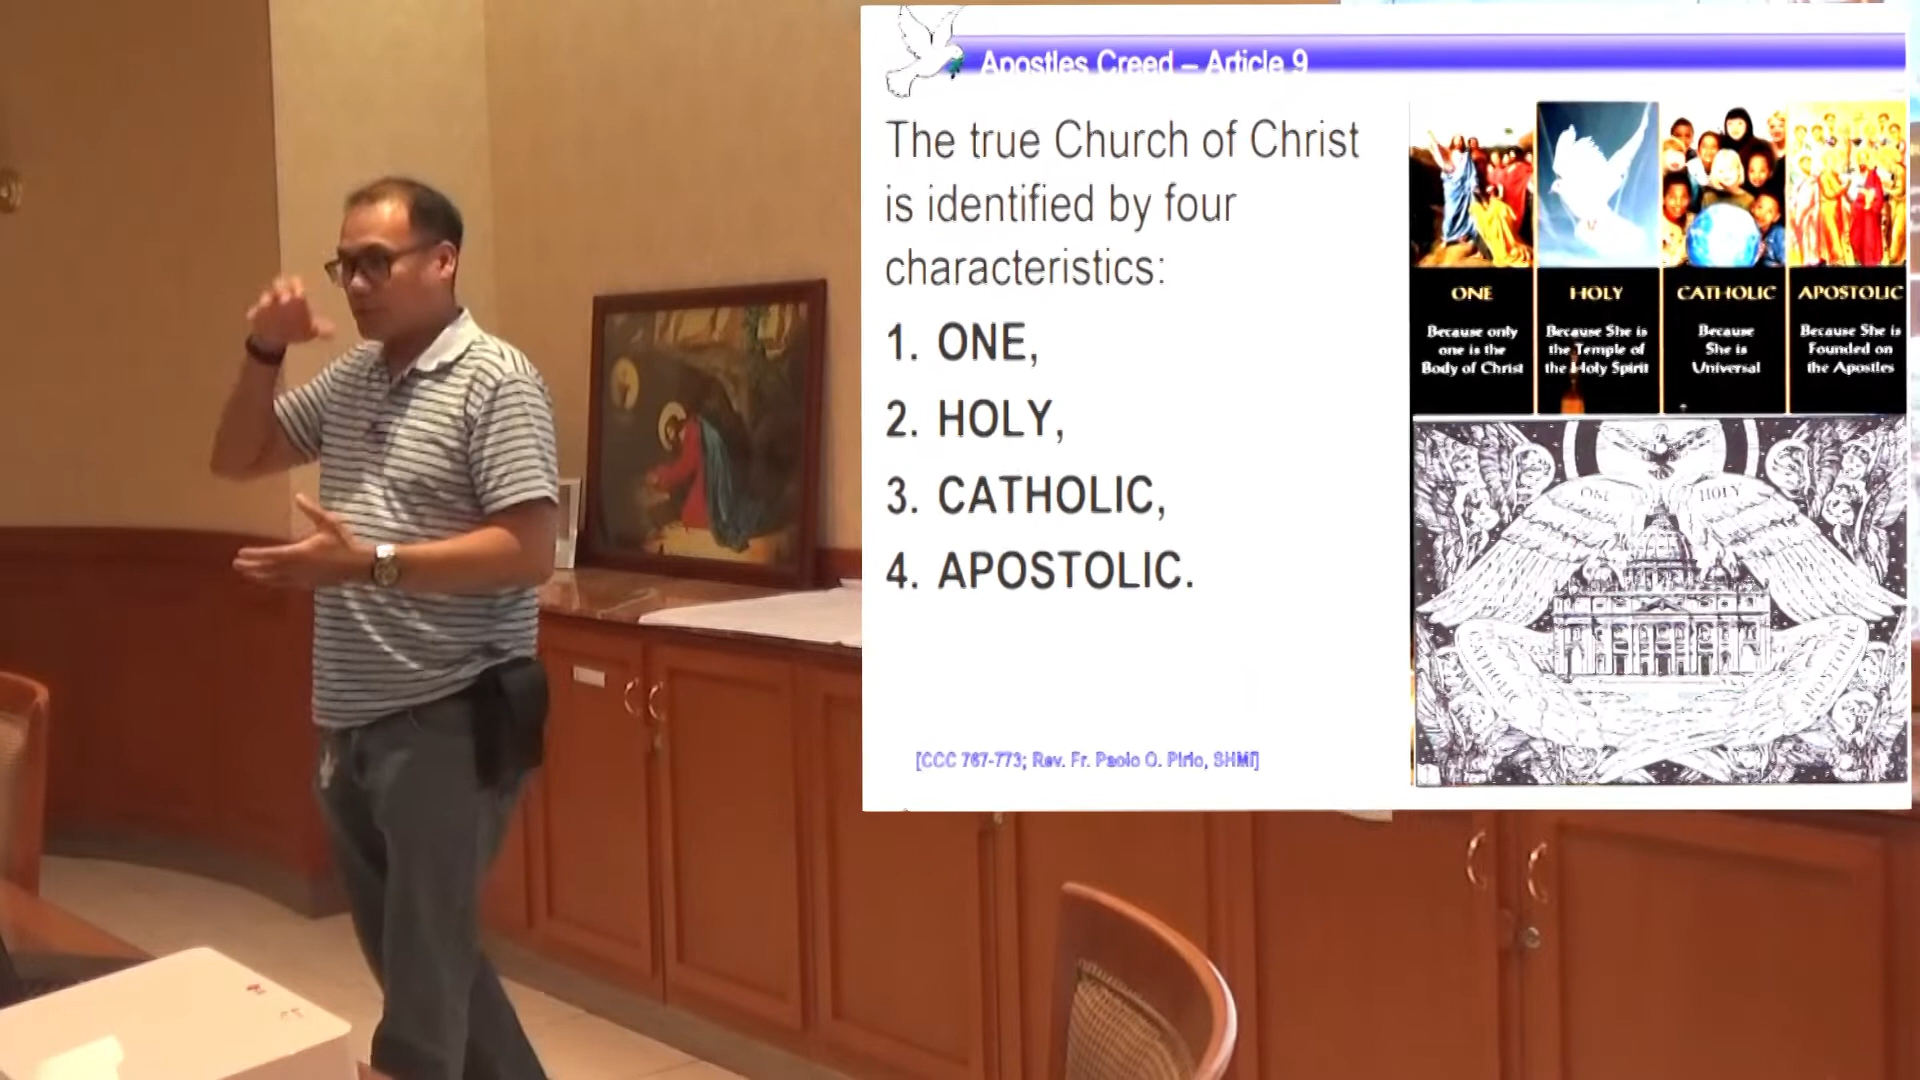 Apostles Creed – Article 9
The true Church of Christ
is identified by four
characteristics:
1. ONE,
2. HOLY,
3. CATHOLIC,
4. APOSTOLIC.
[CCC 767-773; Rev. Fr. Paolo O. Pirlo, SHMI]
ONE
Because only
one is the
Body of Christ
HOLY
Because She is
the Temple of
the Holy Spirit
CATHOLIC
Because
She is
Universal
APOSTOLIC
Because She is
Founded on
the Apostles
ONE
HOLY